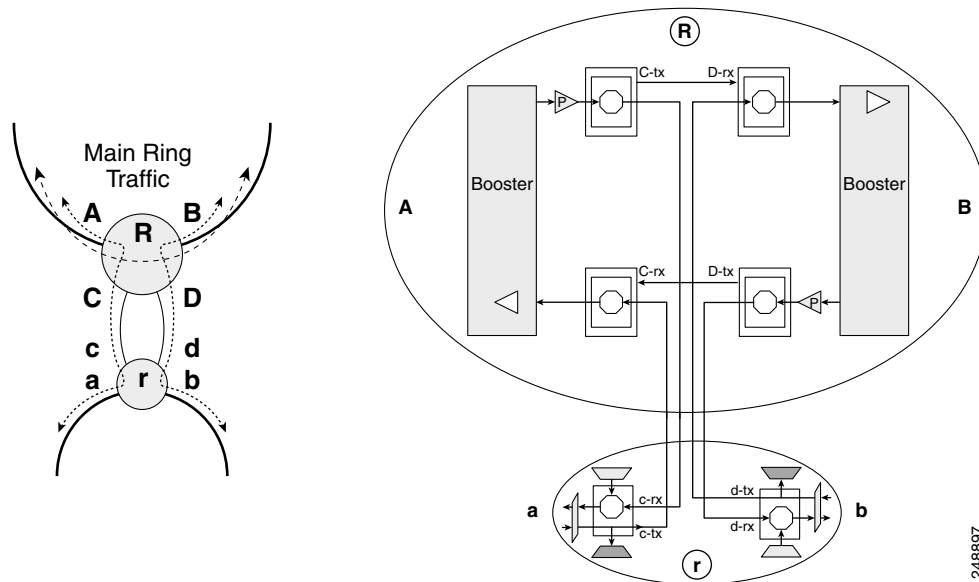 Main Ring
Traffic
A
B
R
C
D
c
d
a
r
b
R
C-tx
D-rx
P
Booster
Booster
A
B
C-rx
D-tx
P
a
c-rx
c-tx
d-tx
d-rx
b
r
248897